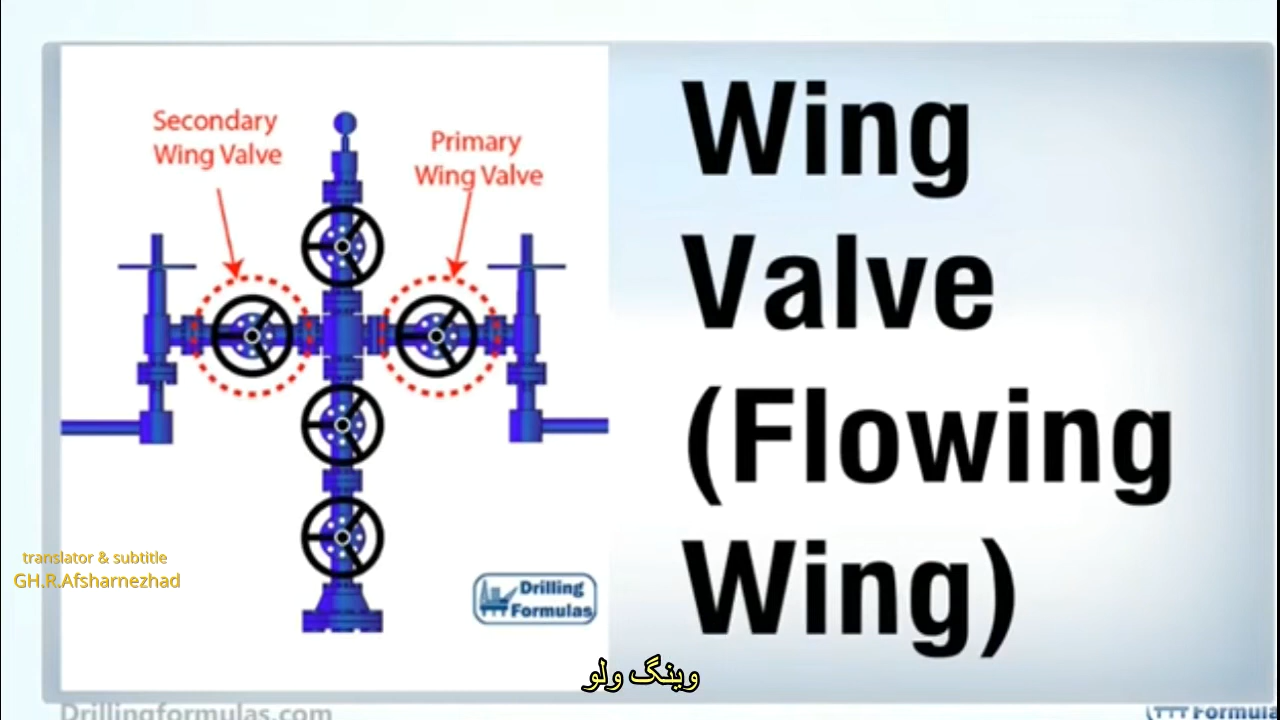 Secondary
Wing Valve
Primary
Wing Valve
Wing
Valve
(Flowing
Wing)
translator & subtitle
GH.R.Afsharnezhad
Drilling
Formulas
وینگ ولو
Drillingformulas.com
Formula